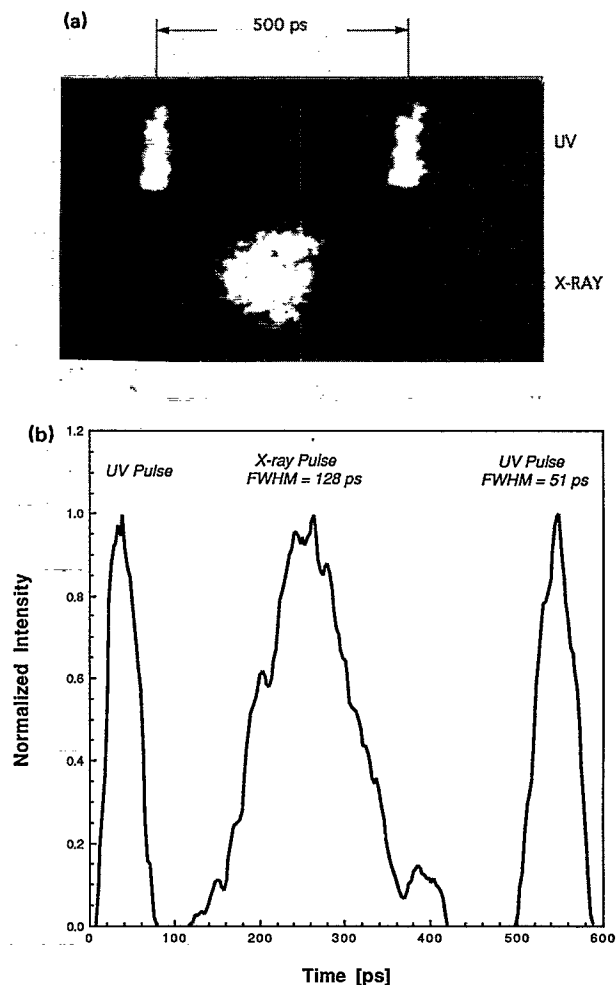 (a)
500 ps
UV
X-RAY
(b)
UV Pulse
X-ray Pulse
FWHM = 128 ps
UV Pulse
FWHM = 51 ps
Normalized Intensity
1.2
1.0
0.8
0.6
0.4
0.2
0.0
0 100 200 300 400 500 600
Time [ps]